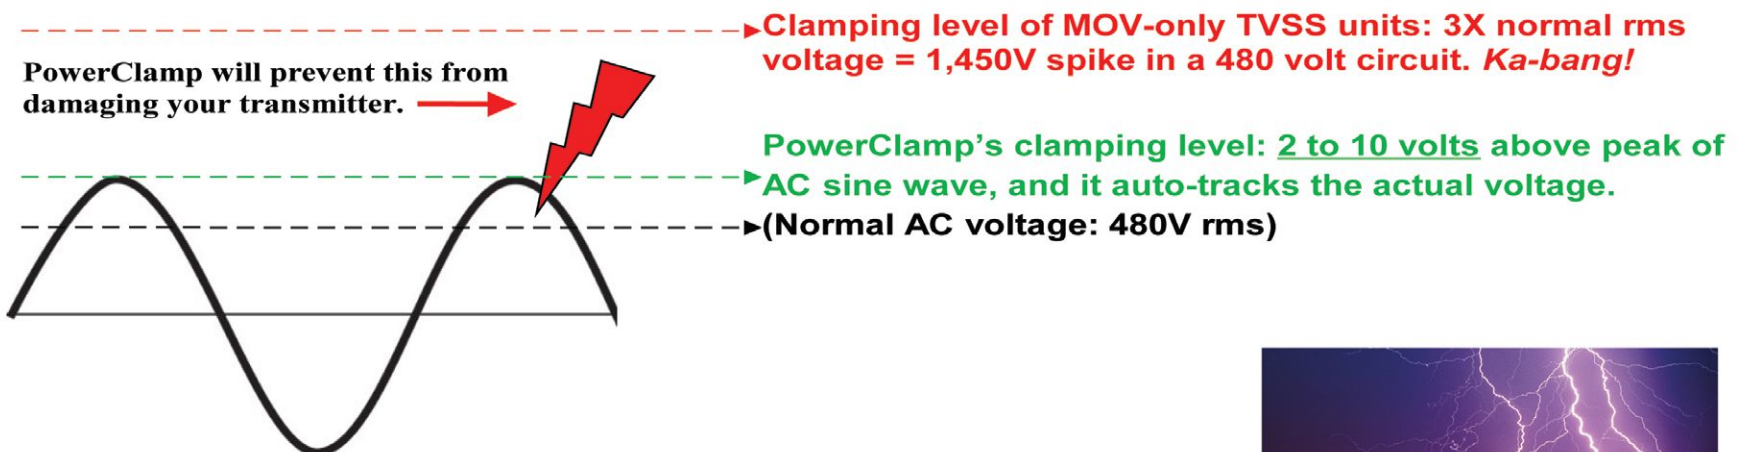 Clamping level of MOV-only TVSS units: 3X normal rms
voltage = 1,450V spike in a 480 volt circuit. Ka-bang!
PowerClamp will prevent this from
damaging your transmitter.
PowerClamp’s clamping level: 2 to 10 volts above peak of
AC sine wave, and it auto-tracks the actual voltage.
(Normal AC voltage: 480V rms)